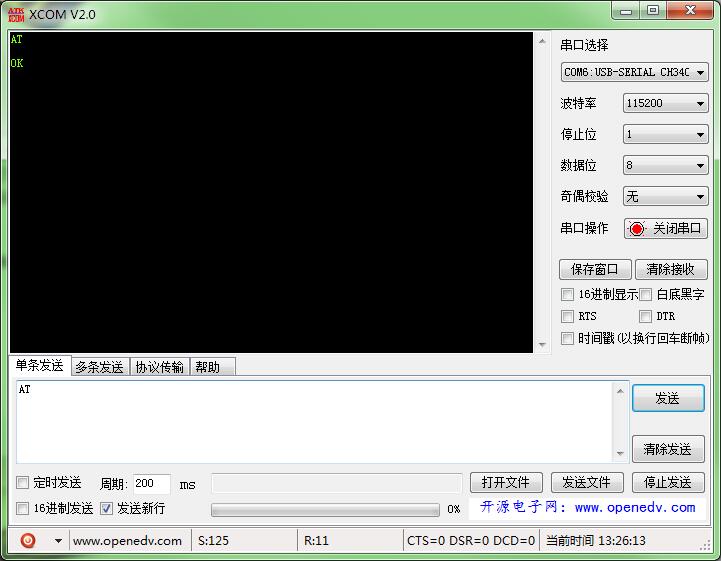 ATK
XCOM XCOM V2.0
AT
OK
串口选择
COM6:USB-SERIAL CH340
波特率 115200
停止位 1
数据位 8
奇偶校验 无
串口操作 关闭串口
保存窗口 清除接收
16进制显示 白底黑字
RTS DTR
时间戳(以换行回车断帧)
单条发送 多条发送 协议传输 帮助
AT
发送
清除发送
定时发送 周期: 200 ms 打开文件 发送文件 停止发送
16进制发送 发送新行 0% 开源电子网：www.openedv.com
www.openedv.com S:125 R:11 CTS=0 DSR=0 DCD=0 当前时间 13:26:13